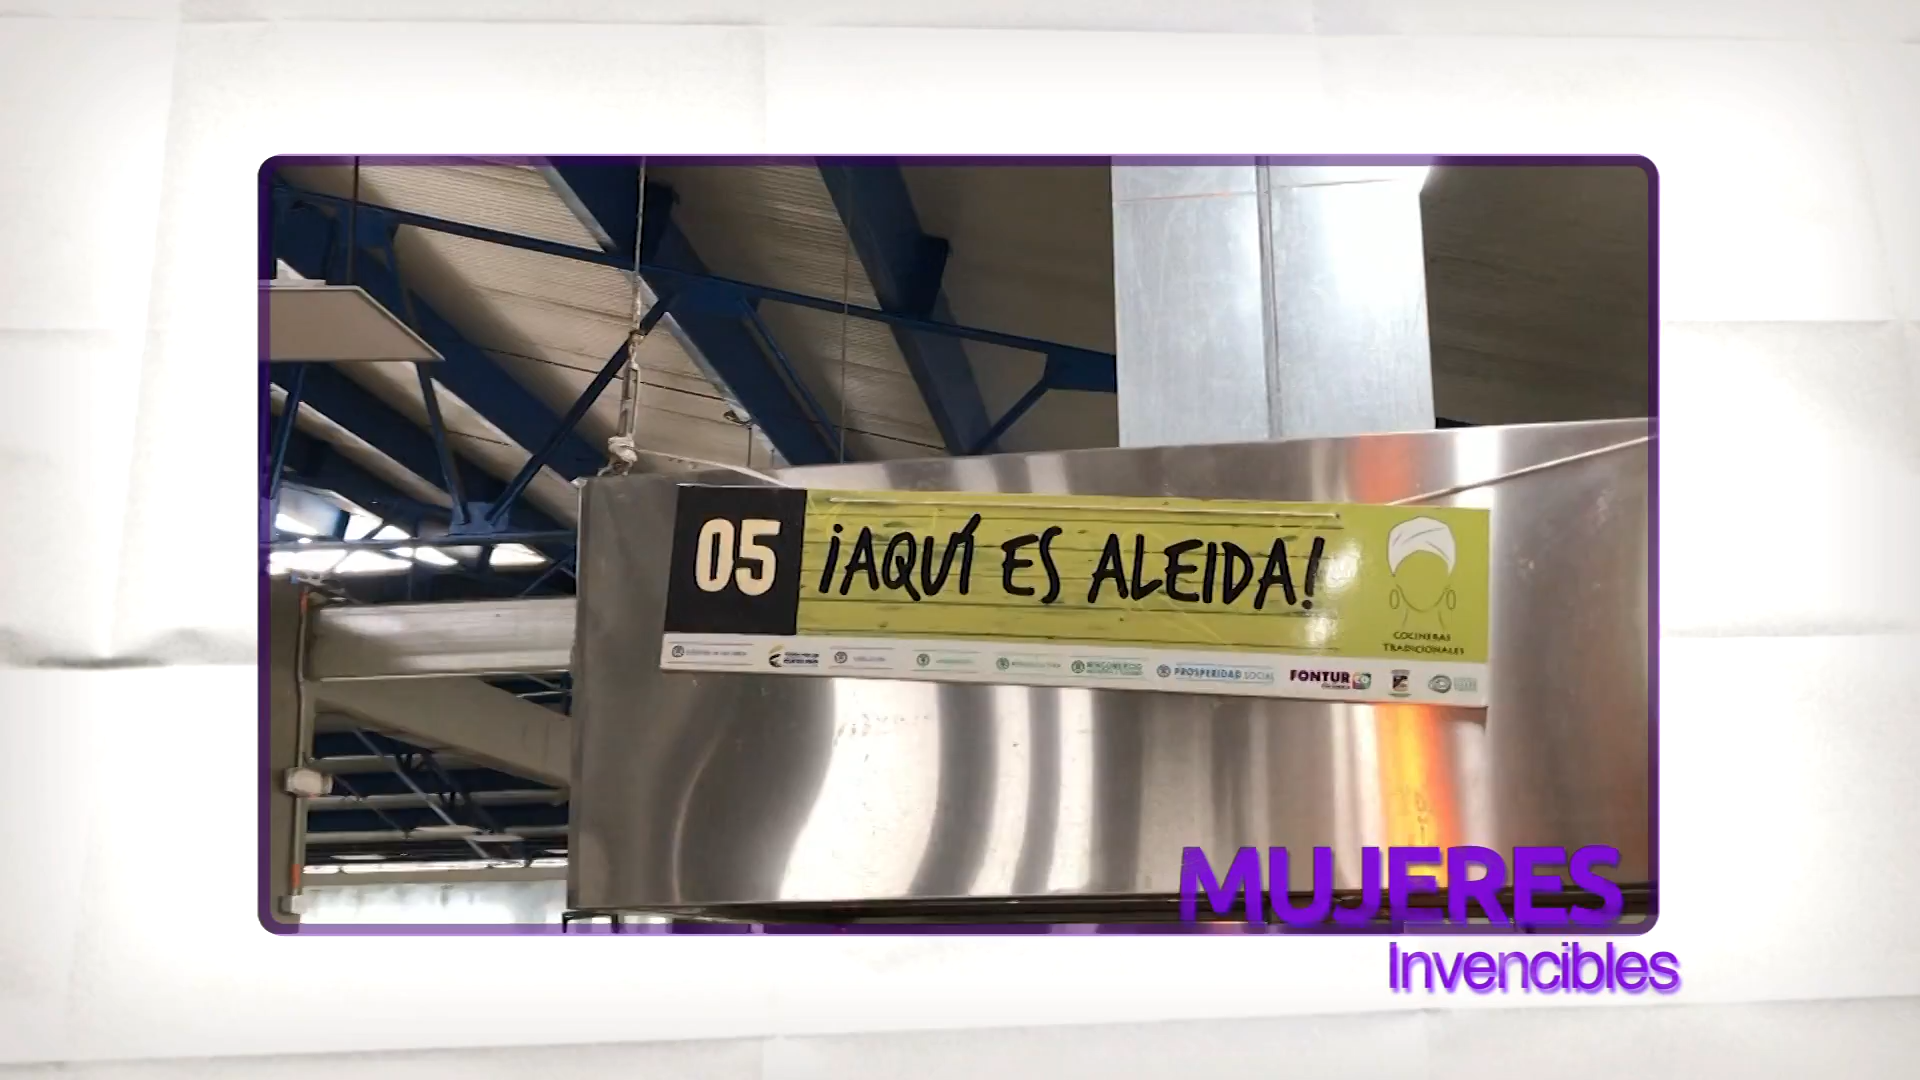 05
¡AQUÍ ES ALEIDA!
COCINERAS
TRADICIONALES
PROSPERIDAD SOCIAL
FONTUR
MUJERES
Invencibles